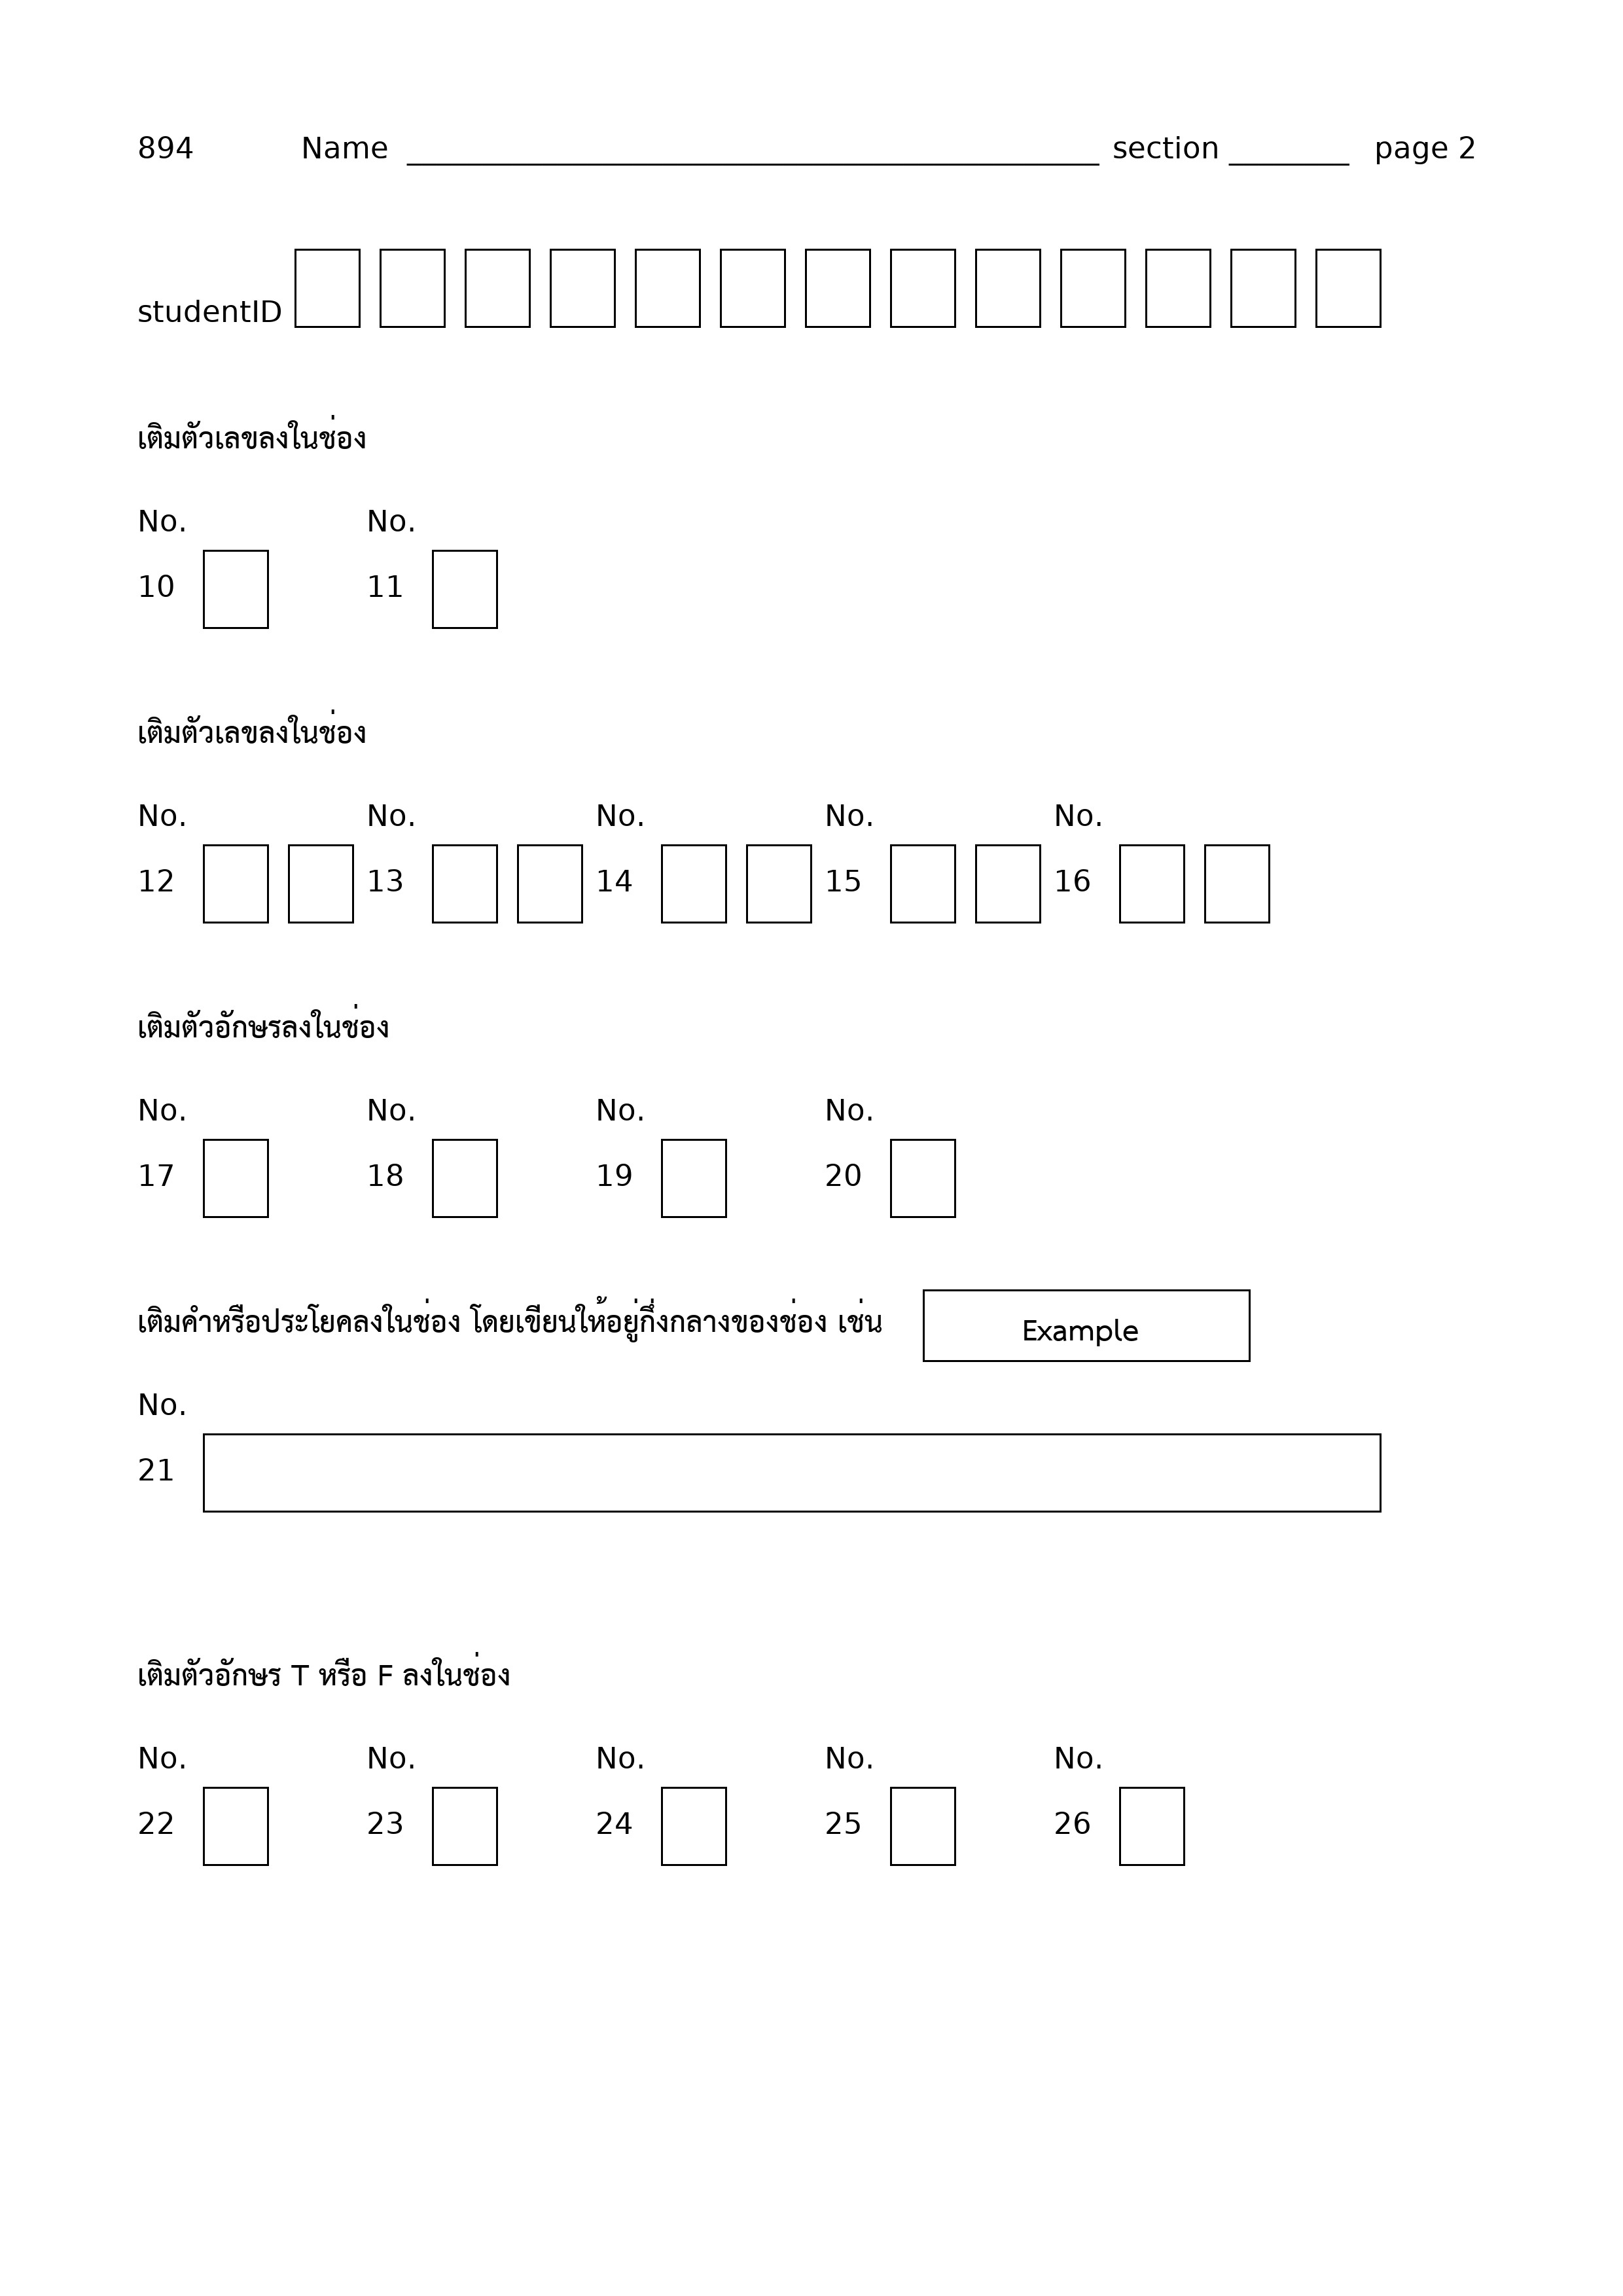 894 Name section page 2
studentID
เติมตัวเลขลงในช่อง
No. No.
10 11
เติมตัวเลขลงในช่อง
No. No. No. No. No.
12 13 14 15 16
เติมตัวอักษรลงในช่อง
No. No. No. No.
17 18 19 20
เติมคำหรือประโยคลงในช่อง โดยเขียนให้อยู่กึ่งกลางของช่อง เช่น Example
No.
21
เติมตัวอักษร T หรือ F ลงในช่อง
No. No. No. No. No.
22 23 24 25 26